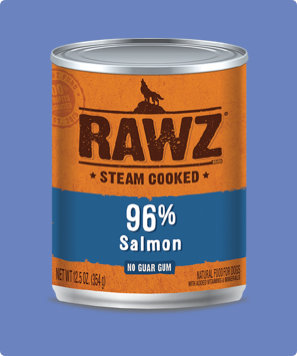 RAWZ
STEAM COOKED
96%
Salmon
NO GUAR GUM
NET WT 12.5 OZ (354 g)
NATURAL FOOD FOR DOGS
WITH ADDED VITAMINS & MINERALS